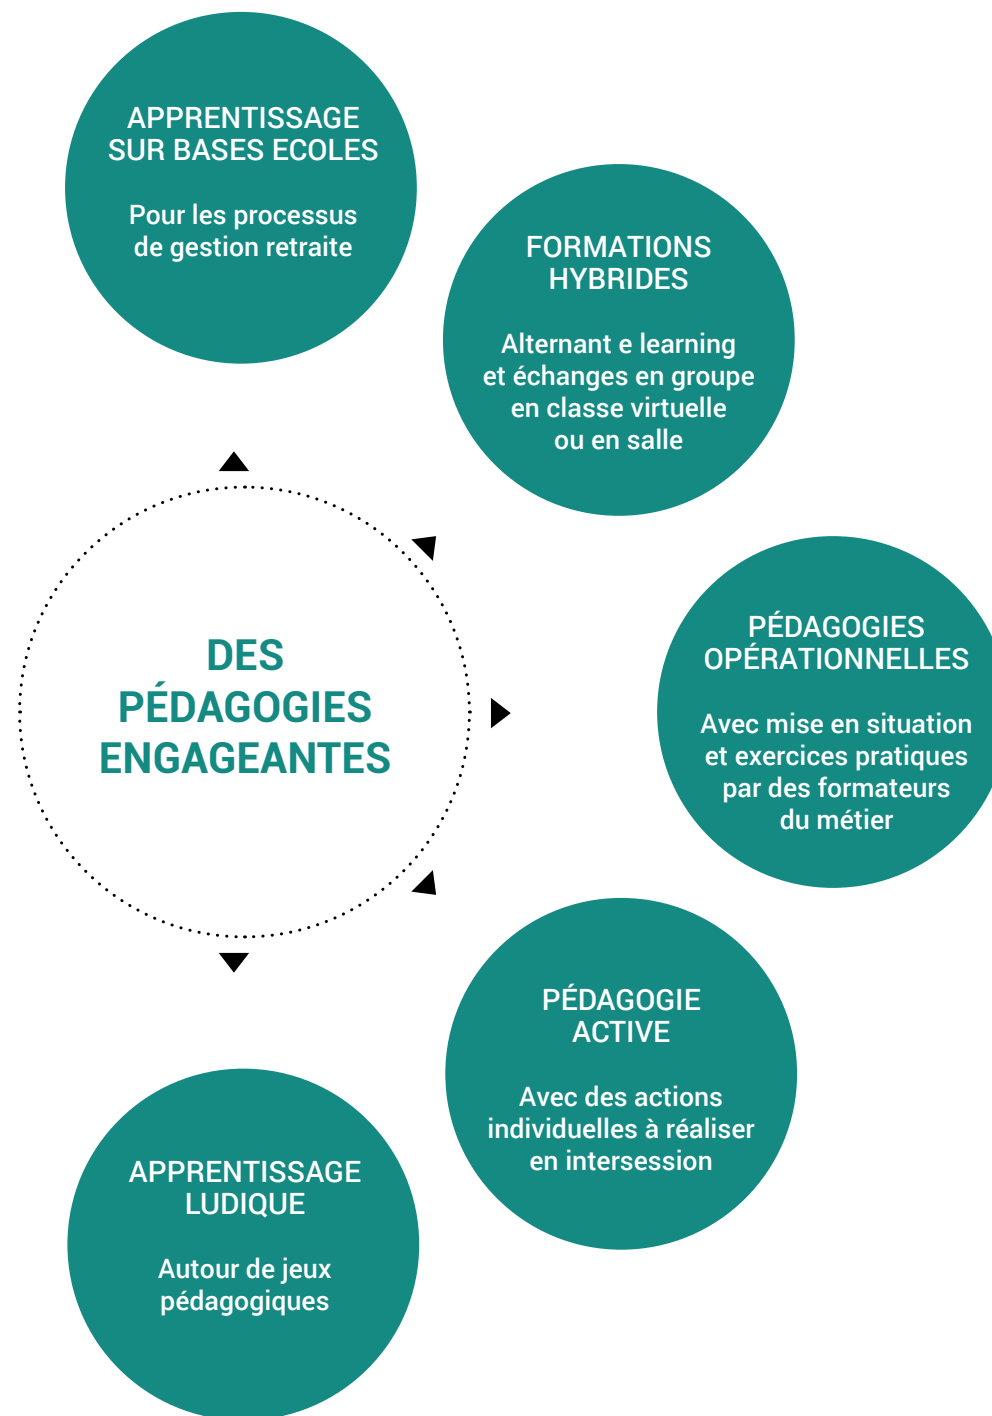 APPRENTISSAGE
SUR BASES ECOLES
Pour les processus
de gestion retraite
FORMATIONS
HYBRIDES
Alternant e learning
et échanges en groupe
en classe virtuelle
ou en salle
DES
PÉDAGOGIES
ENGAGEANTES
PÉDAGOGIES
OPÉRATIONNELLES
Avec mise en situation
et exercices pratiques
par des formateurs
du métier
PÉDAGOGIE
ACTIVE
Avec des actions
individuelles à réaliser
en intersession
APPRENTISSAGE
LUDIQUE
Autour de jeux
pédagogiques